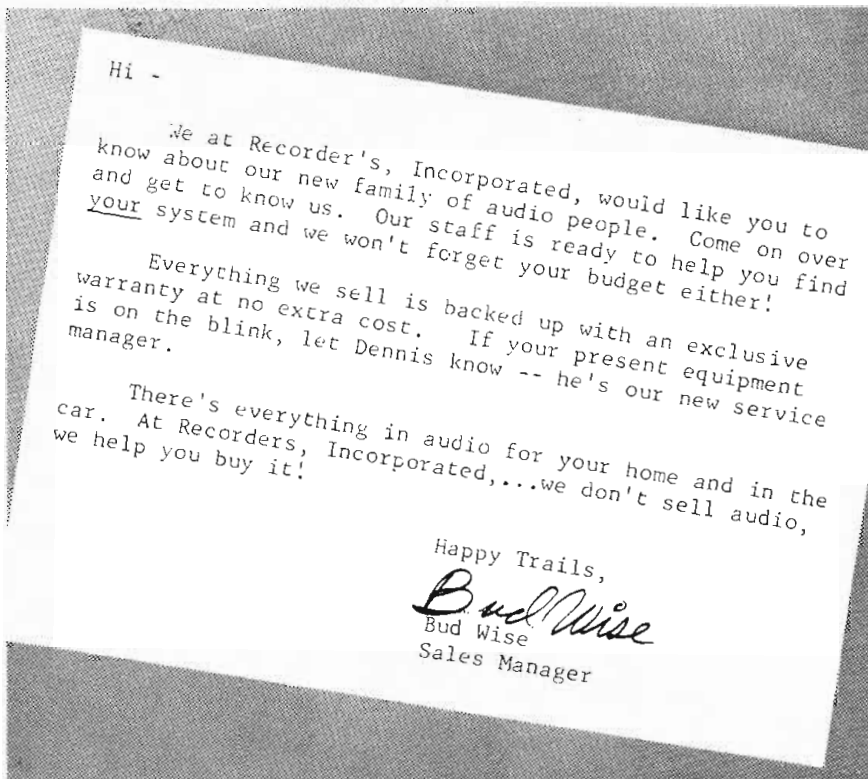 Hi -
We at Recorder's, Incorporated, would like you to
know about our new family of audio people. Come on over
and get to know us. Our staff is ready to help you find
your system and we won't forget your budget either!
Everything we sell is backed up with an exclusive
warranty at no extra cost. If your present equipment
is on the blink, let Dennis know -- he's our new service
manager.
There's everything in audio for your home and in the
car. At Recorders, Incorporated,...we don't sell audio,
we help you buy it!
Happy Trails,
Bud Wise
Bud Wise
Sales Manager